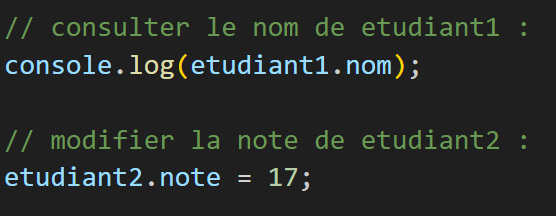 // consulter le nom de etudiant1 :
console.log(etudiant1.nom);
// modifier la note de etudiant2 :
etudiant2.note = 17;